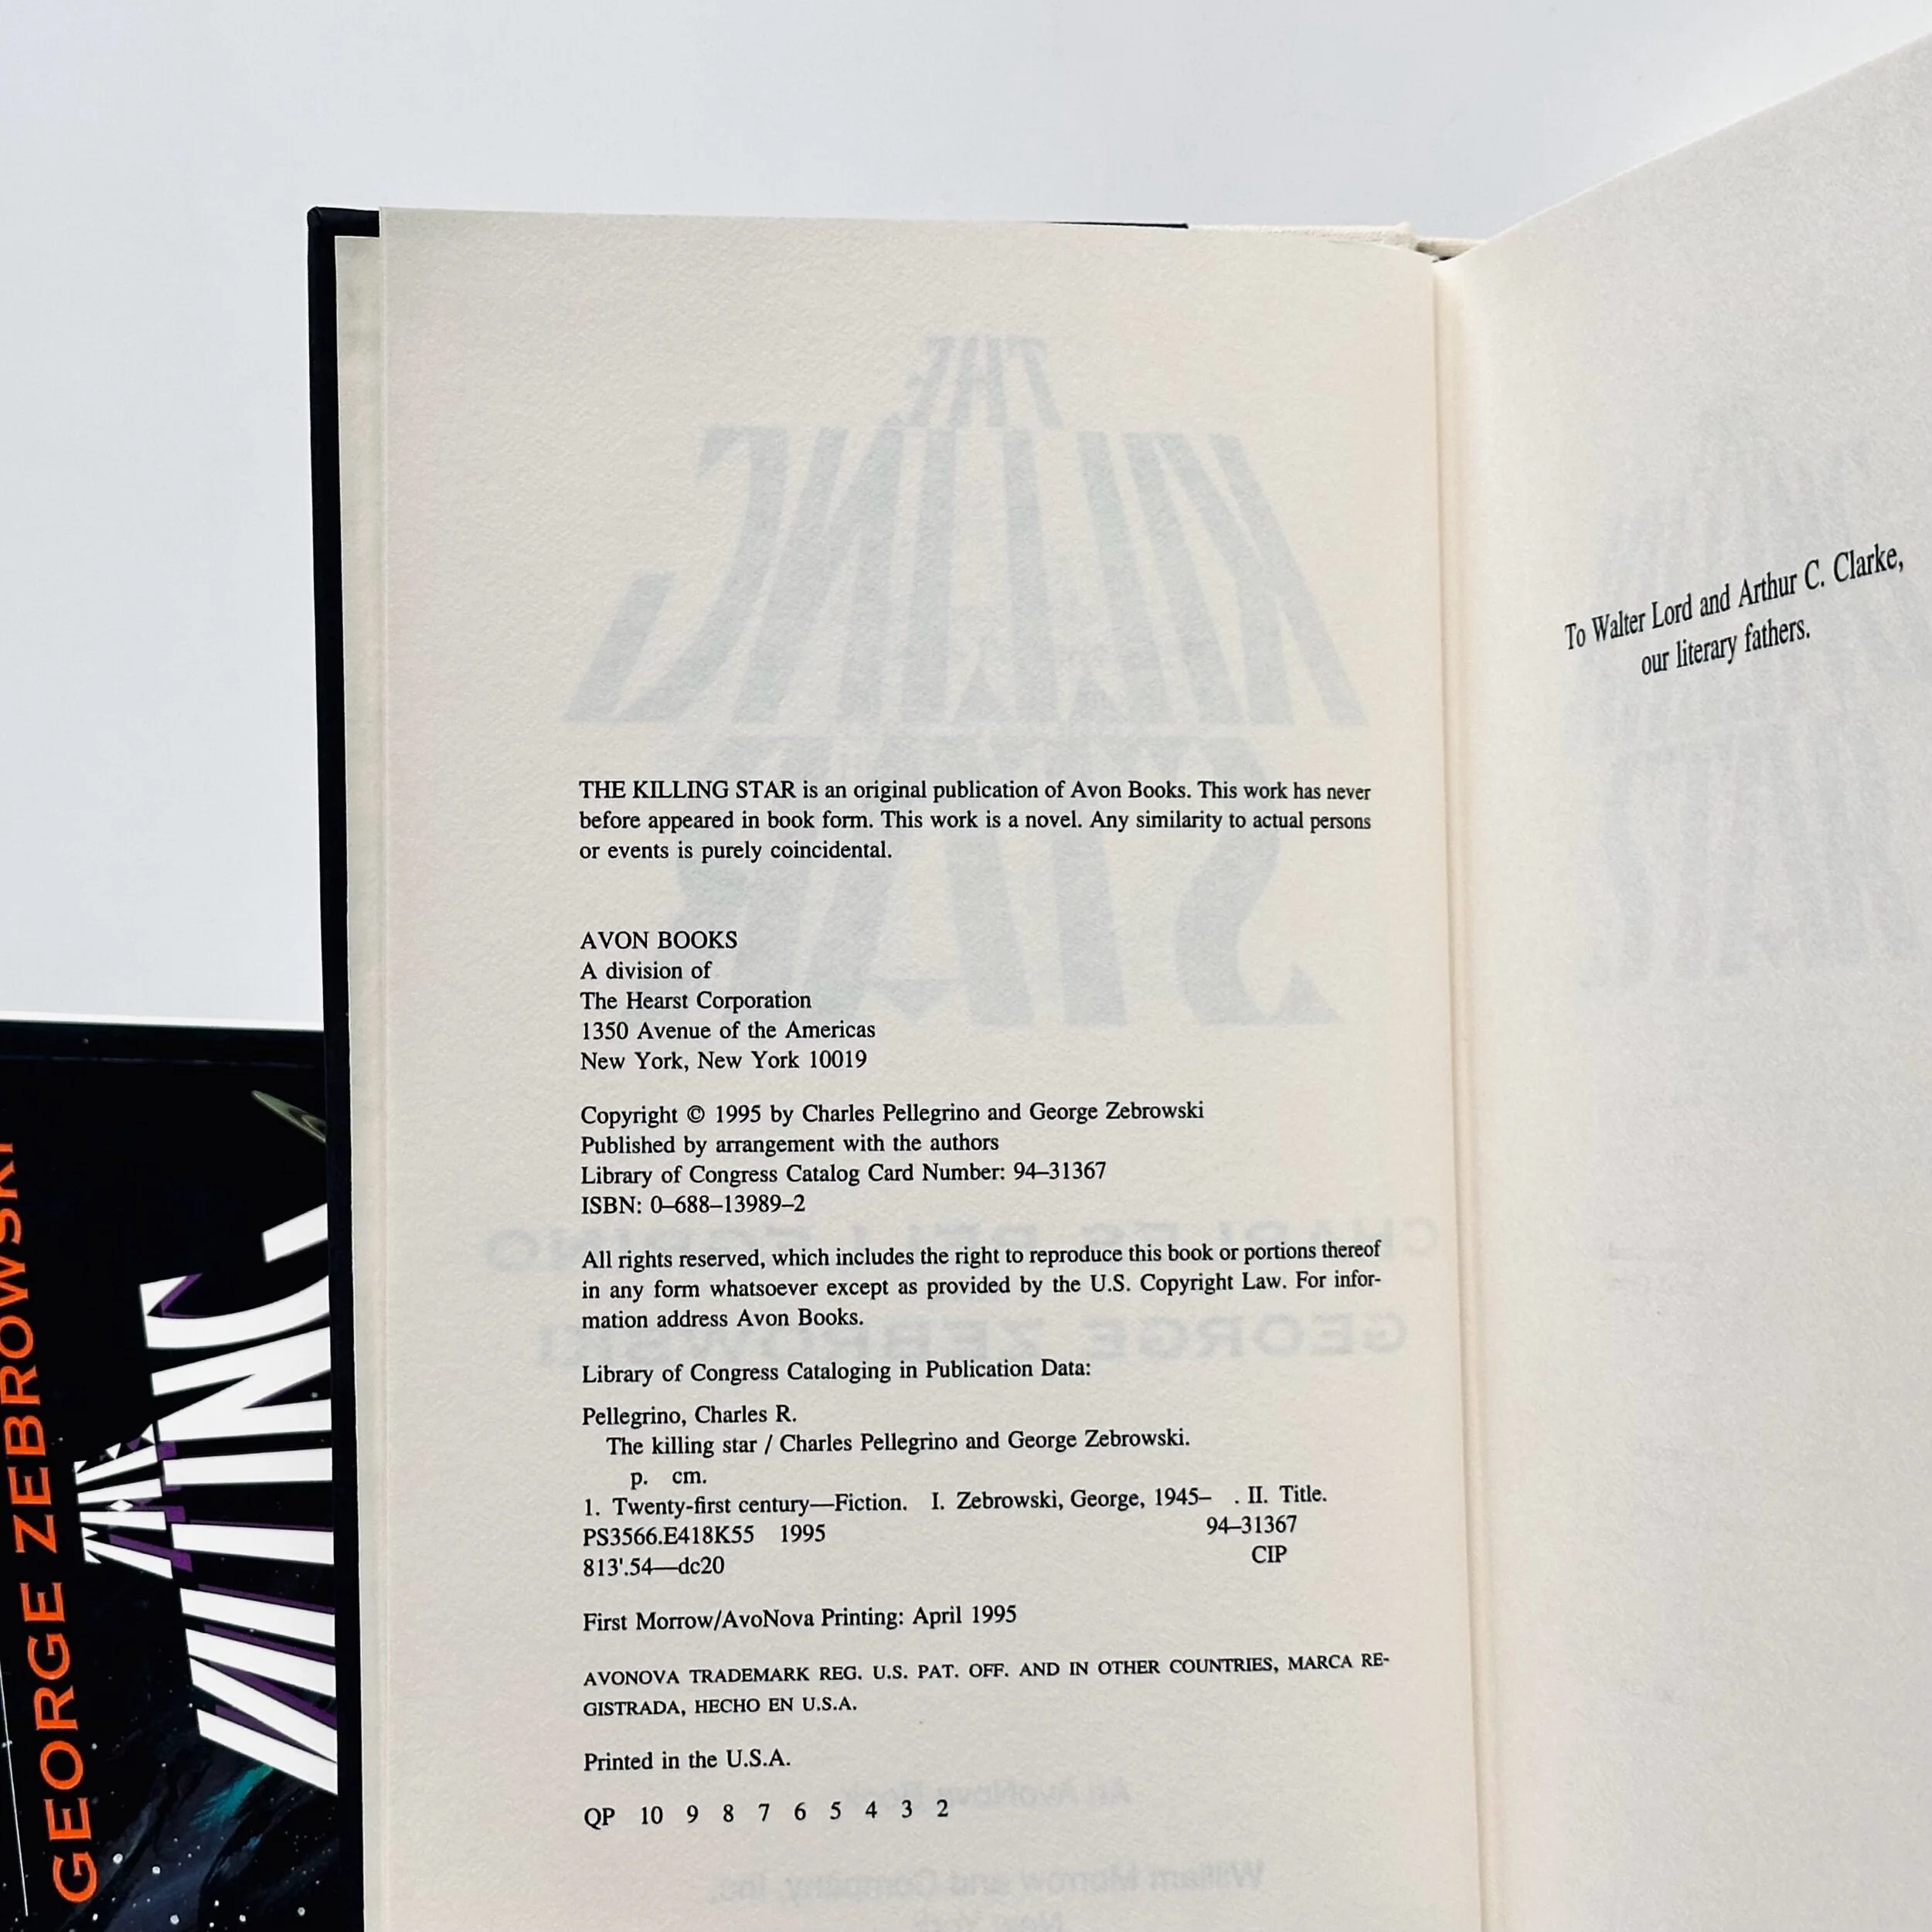 THE KILLING STAR is an original publication of Avon Books. This work has never
before appeared in book form. This work is a novel. Any similarity to actual persons
or events is purely coincidental.
AVON BOOKS
A division of
The Hearst Corporation
1350 Avenue of the Americas
New York, New York 10019
Copyright © 1995 by Charles Pellegrino and George Zebrowski
Published by arrangement with the authors
Library of Congress Catalog Card Number: 94–31367
ISBN: 0–688–13989–2
All rights reserved, which includes the right to reproduce this book or portions thereof
in any form whatsoever except as provided by the U.S. Copyright Law. For infor-
mation address Avon Books.
Library of Congress Cataloging in Publication Data:
Pellegrino, Charles R.
The killing star / Charles Pellegrino and George Zebrowski.
p. cm.
1. Twenty-first century—Fiction. I. Zebrowski, George, 1945– . II. Title.
PS3566.E418K55 1995 94–31367
813'.54—dc20 CIP
First Morrow/AvoNova Printing: April 1995
AVONOVA TRADEMARK REG. U.S. PAT. OFF. AND IN OTHER COUNTRIES, MARCA RE-
GISTRADA, HECHO EN U.S.A.
Printed in the U.S.A.
QP 10 9 8 7 6 5 4 3 2
To Walter Lord and Arthur C. Clarke,
our literary fathers.
GEORGE ZEBROWSKI
THE
KILLING